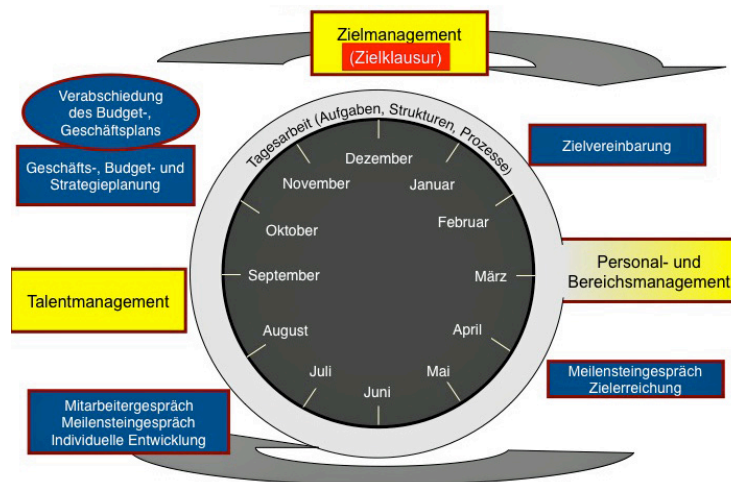 Zielmanagement
(Zielklausur)
Verabschiedung
des Budget-,
Geschäftsplans
Geschäfts-, Budget- und
Strategieplanung
Tagesarbeit (Aufgaben, Strukturen, Prozesse)
Zielvereinbarung
Dezember
Januar
Februar
März
April
Mai
Juni
Juli
August
September
Oktober
November
Personal- und
Bereichsmanagement
Talentmanagement
Meilensteingespräch
Zielerreichung
Mitarbeitergespräch
Meilensteingespräch
Individuelle Entwicklung